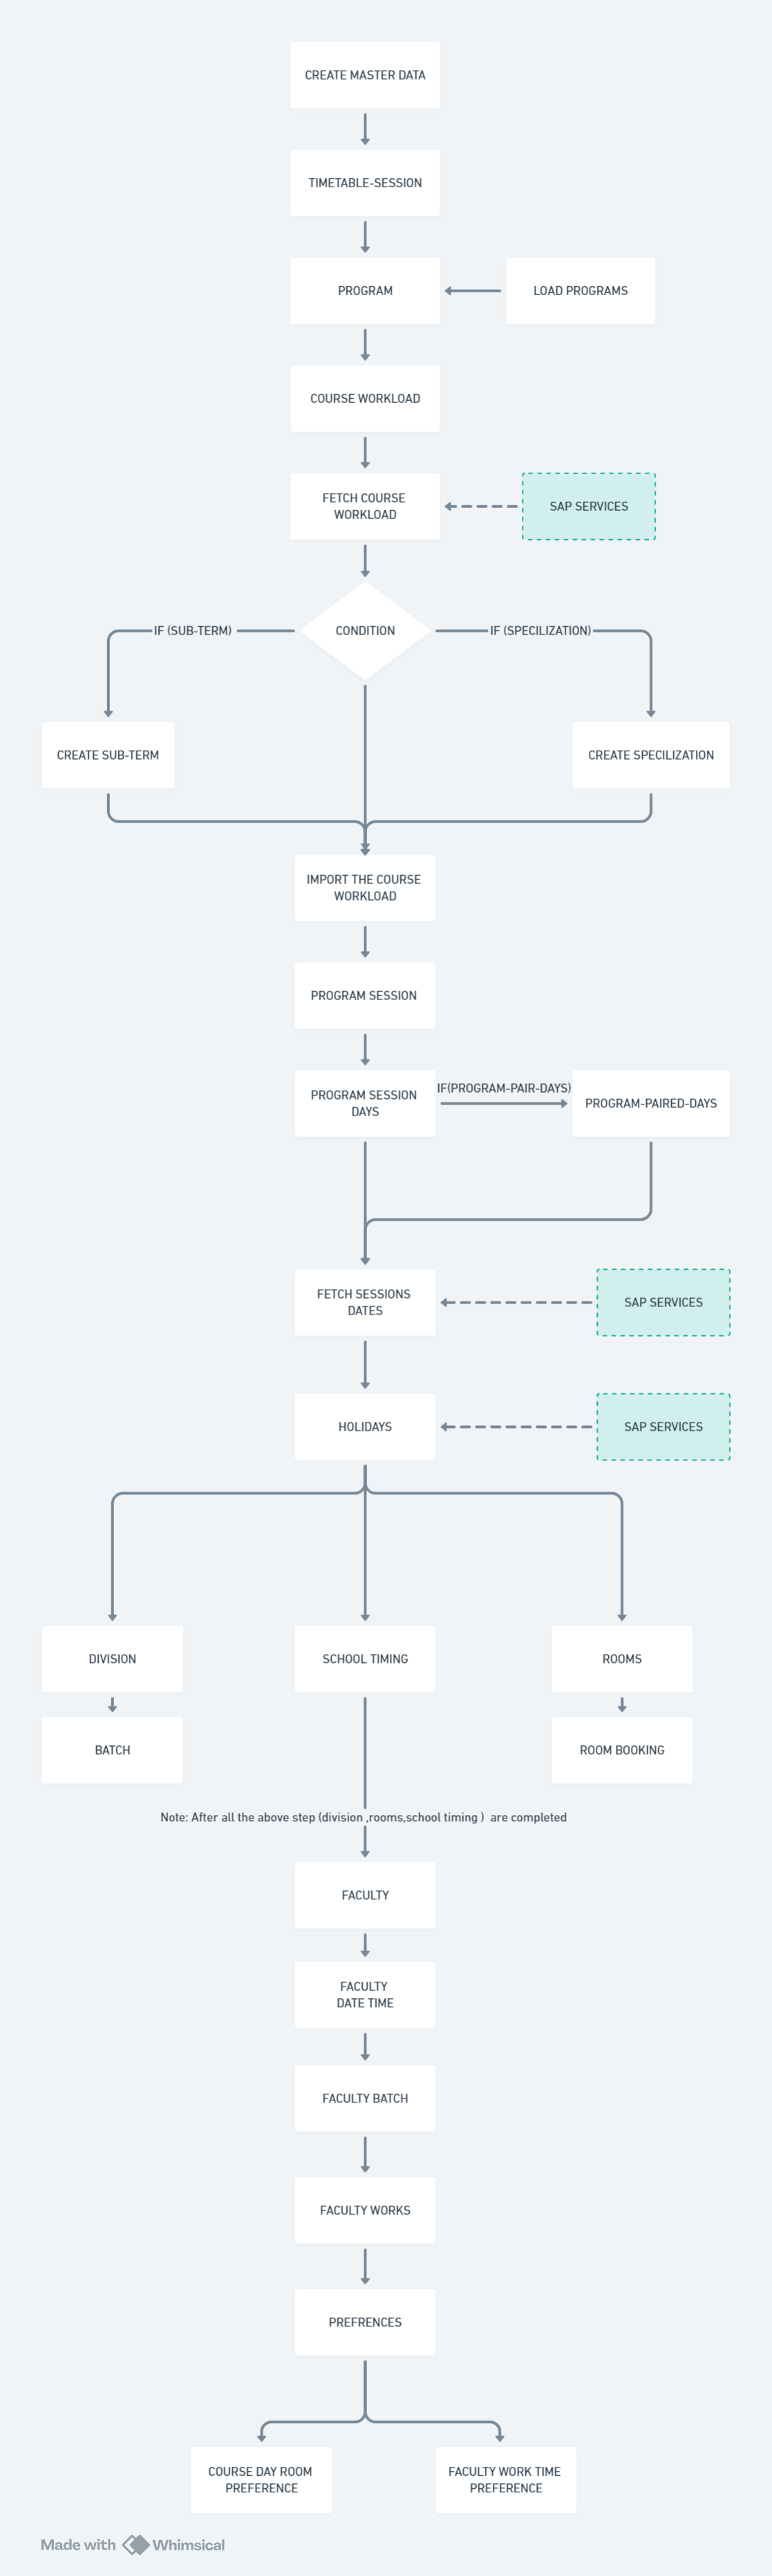 CREATE MASTER DATA
TIMETABLE-SESSION
PROGRAM
LOAD PROGRAMS
COURSE WORKLOAD
FETCH COURSE
WORKLOAD
SAP SERVICES
IF (SUB-TERM)
CONDITION
IF (SPECILIZATION)
CREATE SUB-TERM
CREATE SPECILIZATION
IMPORT THE COURSE
WORKLOAD
PROGRAM SESSION
PROGRAM SESSION
DAYS
IF(PROGRAM-PAIR-DAYS)
PROGRAM-PAIRED-DAYS
FETCH SESSIONS
DATES
SAP SERVICES
HOLIDAYS
SAP SERVICES
DIVISION
SCHOOL TIMING
ROOMS
BATCH
ROOM BOOKING
Note: After all the above step (division ,rooms,school timing ) are completed
FACULTY
FACULTY
DATE TIME
FACULTY BATCH
FACULTY WORKS
PREFRENCES
COURSE DAY ROOM
PREFERENCE
FACULTY WORK TIME
PREFERENCE
Made with Whimsical